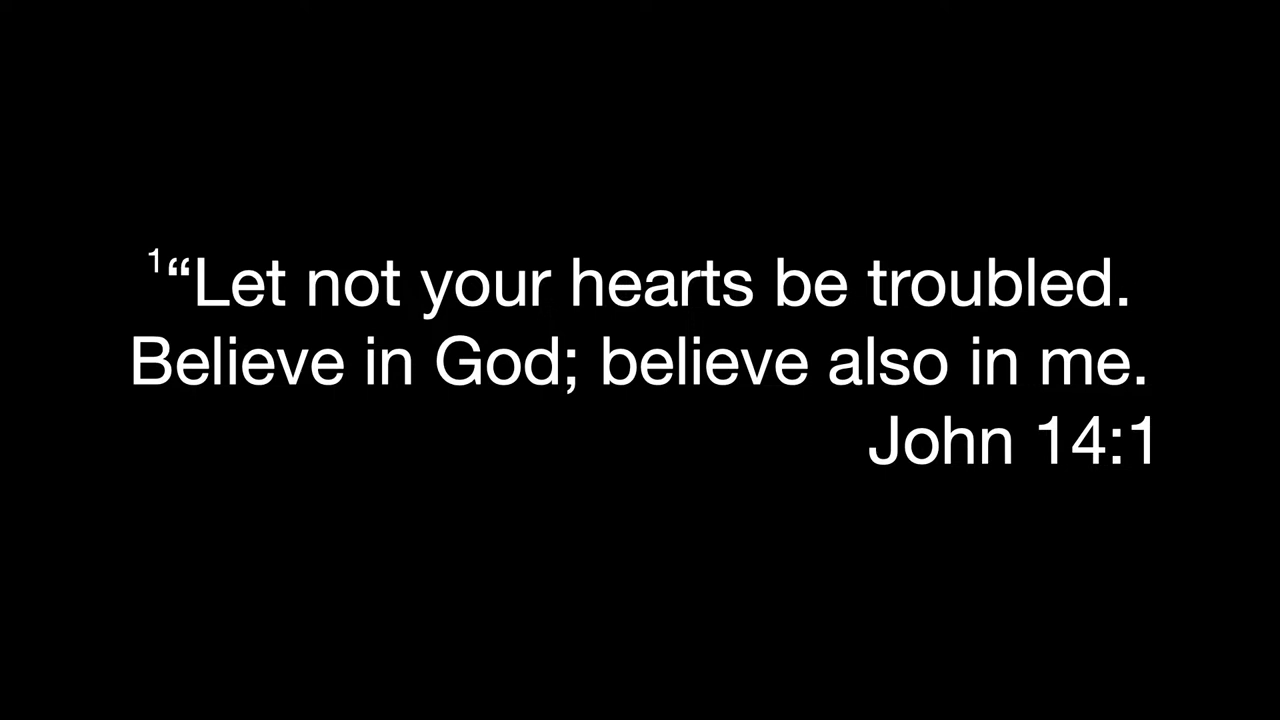 ¹“Let not your hearts be troubled.
Believe in God; believe also in me.
John 14:1